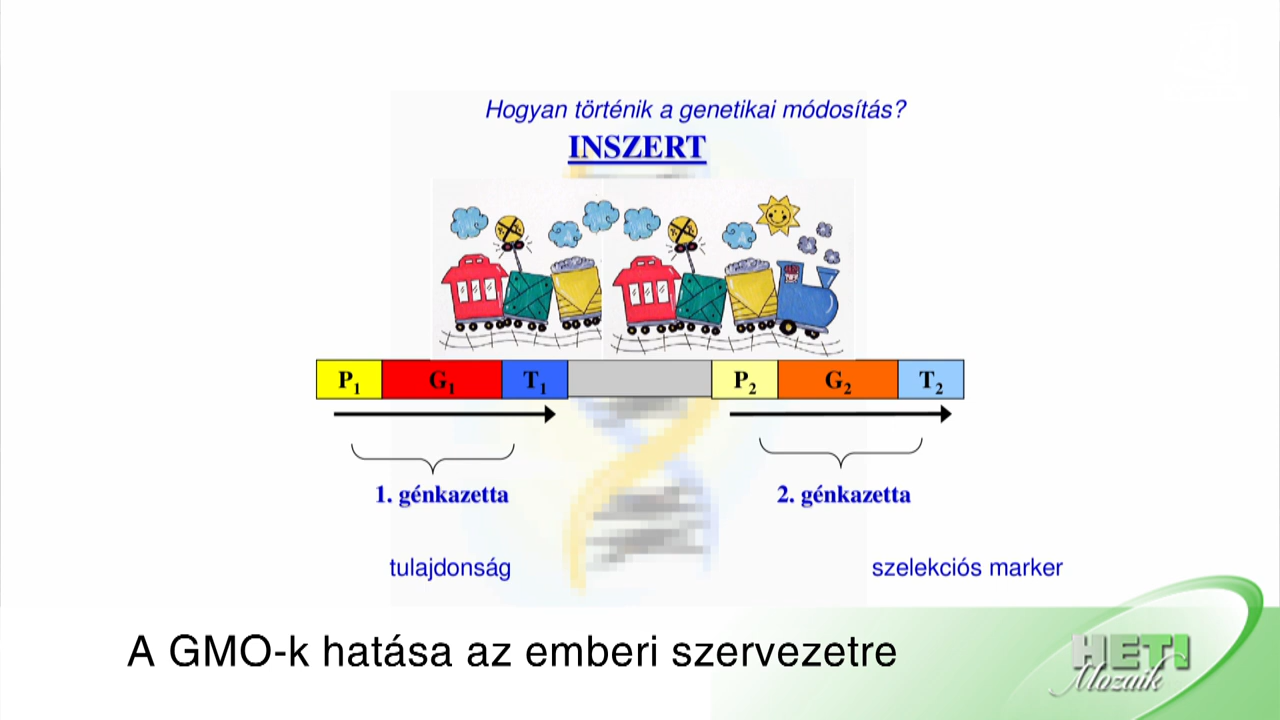 Hogyan történik a genetikai módosítás?
INSZERT
P1 G1 T1 P2 G2 T2
1. génkazetta 2. génkazetta
tulajdonság szelekciós marker
A GMO-k hatása az emberi szervezetre
HETI
Mozaik